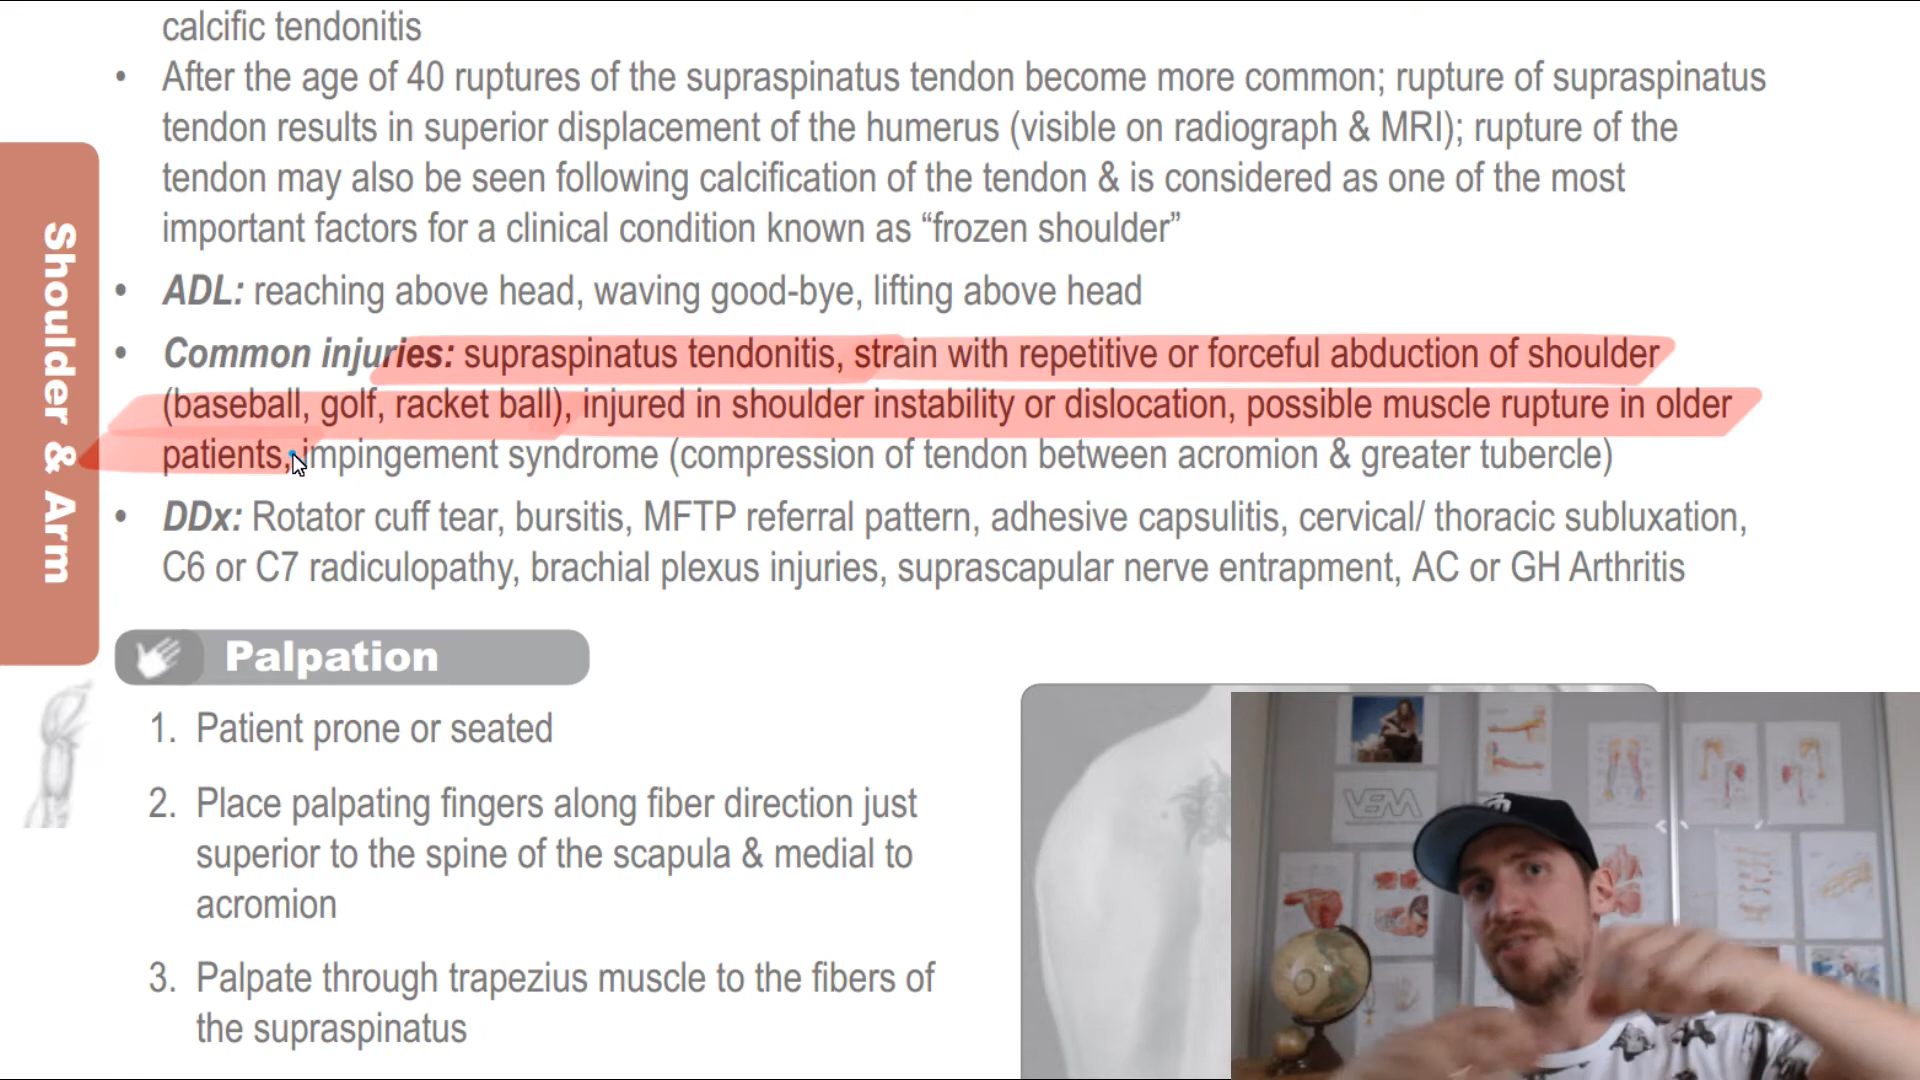 calcific tendonitis
• After the age of 40 ruptures of the supraspinatus tendon become more common; rupture of supraspinatus
tendon results in superior displacement of the humerus (visible on radiograph & MRI); rupture of the
tendon may also be seen following calcification of the tendon & is considered as one of the most
important factors for a clinical condition known as “frozen shoulder”
• ADL: reaching above head, waving good-bye, lifting above head
• Common injuries: supraspinatus tendonitis, strain with repetitive or forceful abduction of shoulder
(baseball, golf, racket ball), injured in shoulder instability or dislocation, possible muscle rupture in older
patients, impingement syndrome (compression of tendon between acromion & greater tubercle)
• DDx: Rotator cuff tear, bursitis, MFTP referral pattern, adhesive capsulitis, cervical/ thoracic subluxation,
C6 or C7 radiculopathy, brachial plexus injuries, suprascapular nerve entrapment, AC or GH Arthritis
Shoulder & Arm
Palpation
1. Patient prone or seated
2. Place palpating fingers along fiber direction just
superior to the spine of the scapula & medial to
acromion
3. Palpate through trapezius muscle to the fibers of
the supraspinatus